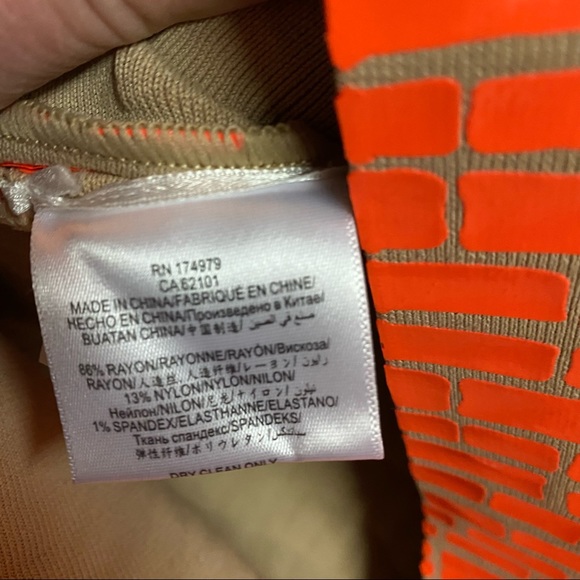 RN 174979
CA 62101
MADE IN CHINA/FABRIQUÉ EN CHINE/
HECHO EN CHINA/Произведено в Китае/
BUATAN CHINA/中国制造/ صنع في الصين/
86% RAYON/RAYONNE/RAYÓN/Вискоза/
RAYON/人造丝、人造纤维/レーヨン/ رايون
13% NYLON/NYLON/NILON/
Нейлон/NILON/尼龙/ナイロン/ نيلون
1% SPANDEX/ELASTHANNE/ELASTANO/
Ткань спандекс/SPANDEKS/
弹性纤维/ポリウレタン/ سبندكس
DRY CLEAN ONLY